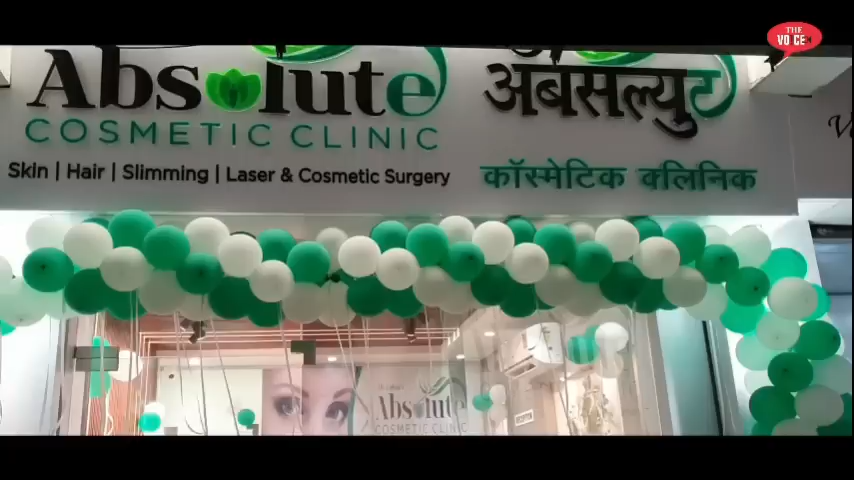 THE
VOICE
Absolute
COSMETIC CLINIC
Skin | Hair | Slimming | Laser & Cosmetic Surgery
अ‍ॅबसल्युट
कॉस्मेटिक क्लिनिक
Absolute
COSMETIC CLINIC